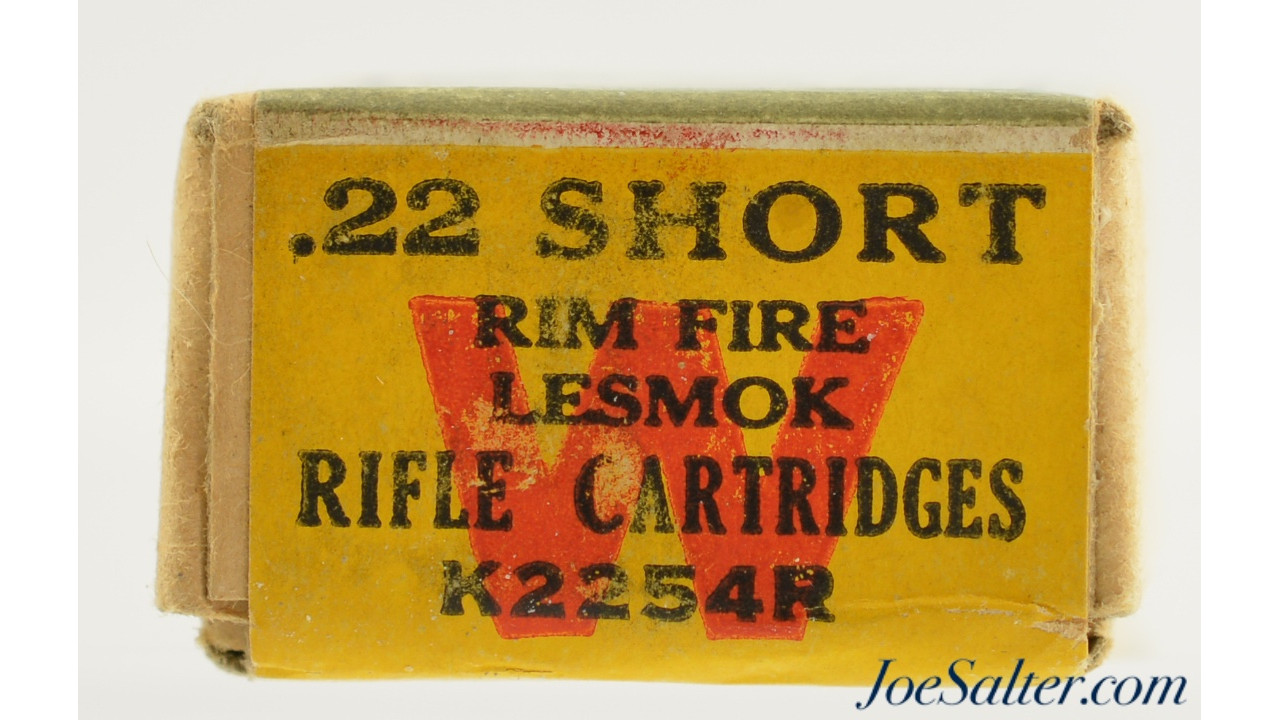 .22 SHORT
W
RIM FIRE
LESMOK
RIFLE CARTRIDGES
K2254R
JoeSalter.com